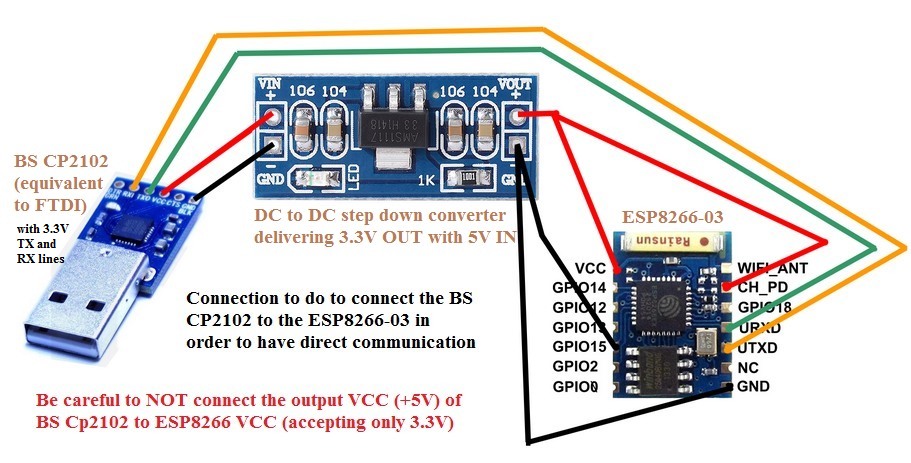 VIN
+
106 104
AMS1117
33 H1418
106 104
VOUT
+
-
GND
LED
1K
1001
-
BS CP2102
(equivalent
to FTDI)
with 3.3V
TX and
RX lines
RXI TXO VCC CTS GND
BLK
DC to DC step down converter
delivering 3.3V OUT with 5V IN
ESP8266-03
Rainsun
VCC
GPIO14
GPIO12
GPIO15
GPIO2
GPIO0
WIFI_ANT
CH_PD
GPIO18
URXD
UTXD
NC
GND
Connection to do to connect the BS
CP2102 to the ESP8266-03 in
order to have direct communication
Be careful to NOT connect the output VCC (+5V) of
BS Cp2102 to ESP8266 VCC (accepting only 3.3V)